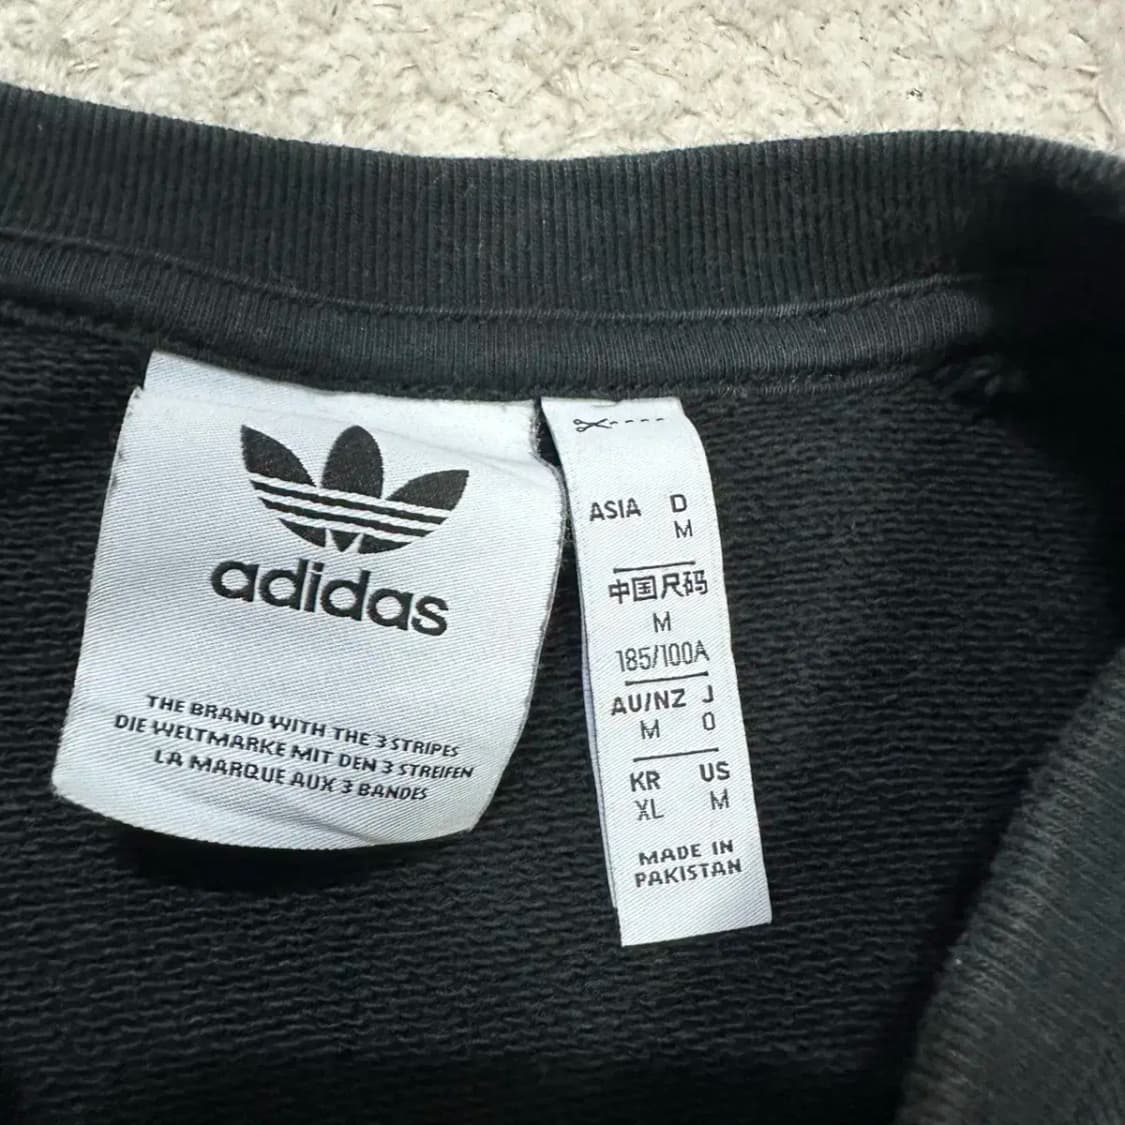 adidas
THE BRAND WITH THE 3 STRIPES
DIE WELTMARKE MIT DEN 3 STREIFEN
LA MARQUE AUX 3 BANDES
ASIA D
M
中国尺码
M
185/100A
AU/NZ J
M O
KR US
XL M
MADE IN
PAKISTAN